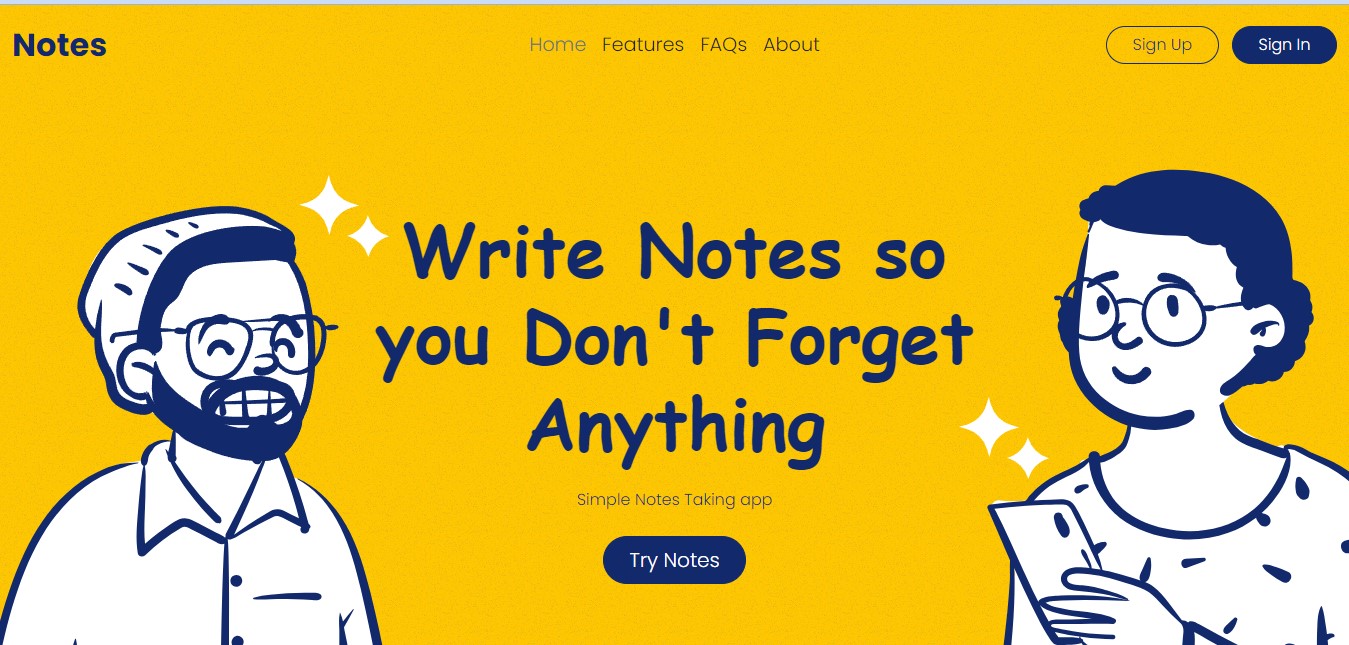 Notes
Home Features FAQs About
Sign Up Sign In
Write Notes so
you Don't Forget
Anything
Simple Notes Taking app
Try Notes